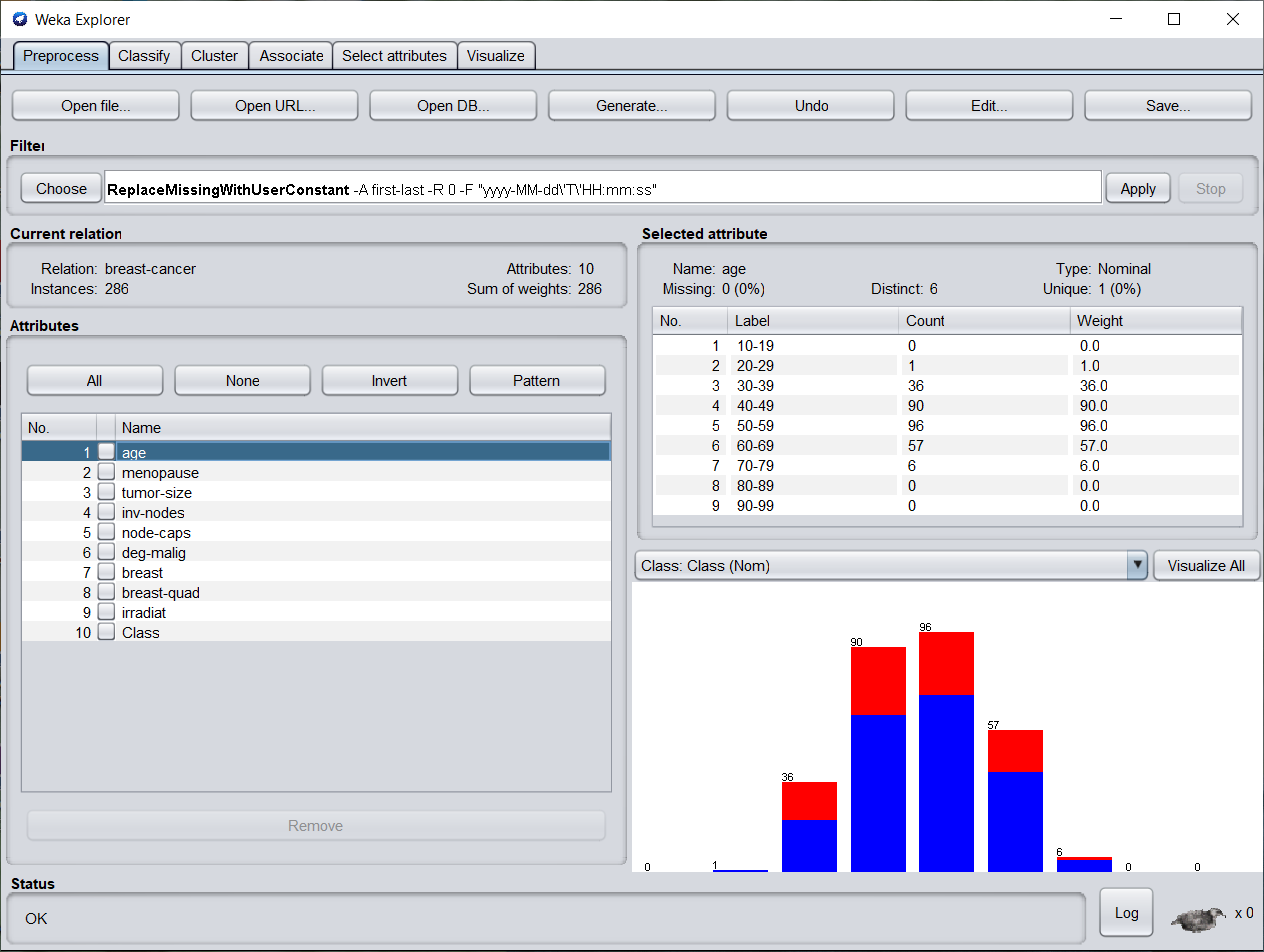 Weka Explorer
Preprocess Classify Cluster Associate Select attributes Visualize
Open file... Open URL... Open DB... Generate... Undo Edit... Save...
Filter
Choose ReplaceMissingWithUserConstant -A first-last -R 0 -F "yyyy-MM-dd\'T\'HH:mm:ss" Apply Stop
Current relation
Relation: breast-cancer Attributes: 10
Instances: 286 Sum of weights: 286
Attributes
All None Invert Pattern
No. Name
1 age
2 menopause
3 tumor-size
4 inv-nodes
5 node-caps
6 deg-malig
7 breast
8 breast-quad
9 irradiat
10 Class
Remove
Selected attribute
Name: age Type: Nominal
Missing: 0 (0%) Distinct: 6 Unique: 1 (0%)
No. Label Count Weight
1 10-19 0 0.0
2 20-29 1 1.0
3 30-39 36 36.0
4 40-49 90 90.0
5 50-59 96 96.0
6 60-69 57 57.0
7 70-79 6 6.0
8 80-89 0 0.0
9 90-99 0 0.0
Class: Class (Nom) Visualize All
0 1 36 90 96 57 6 0 0
Status
OK Log x 0